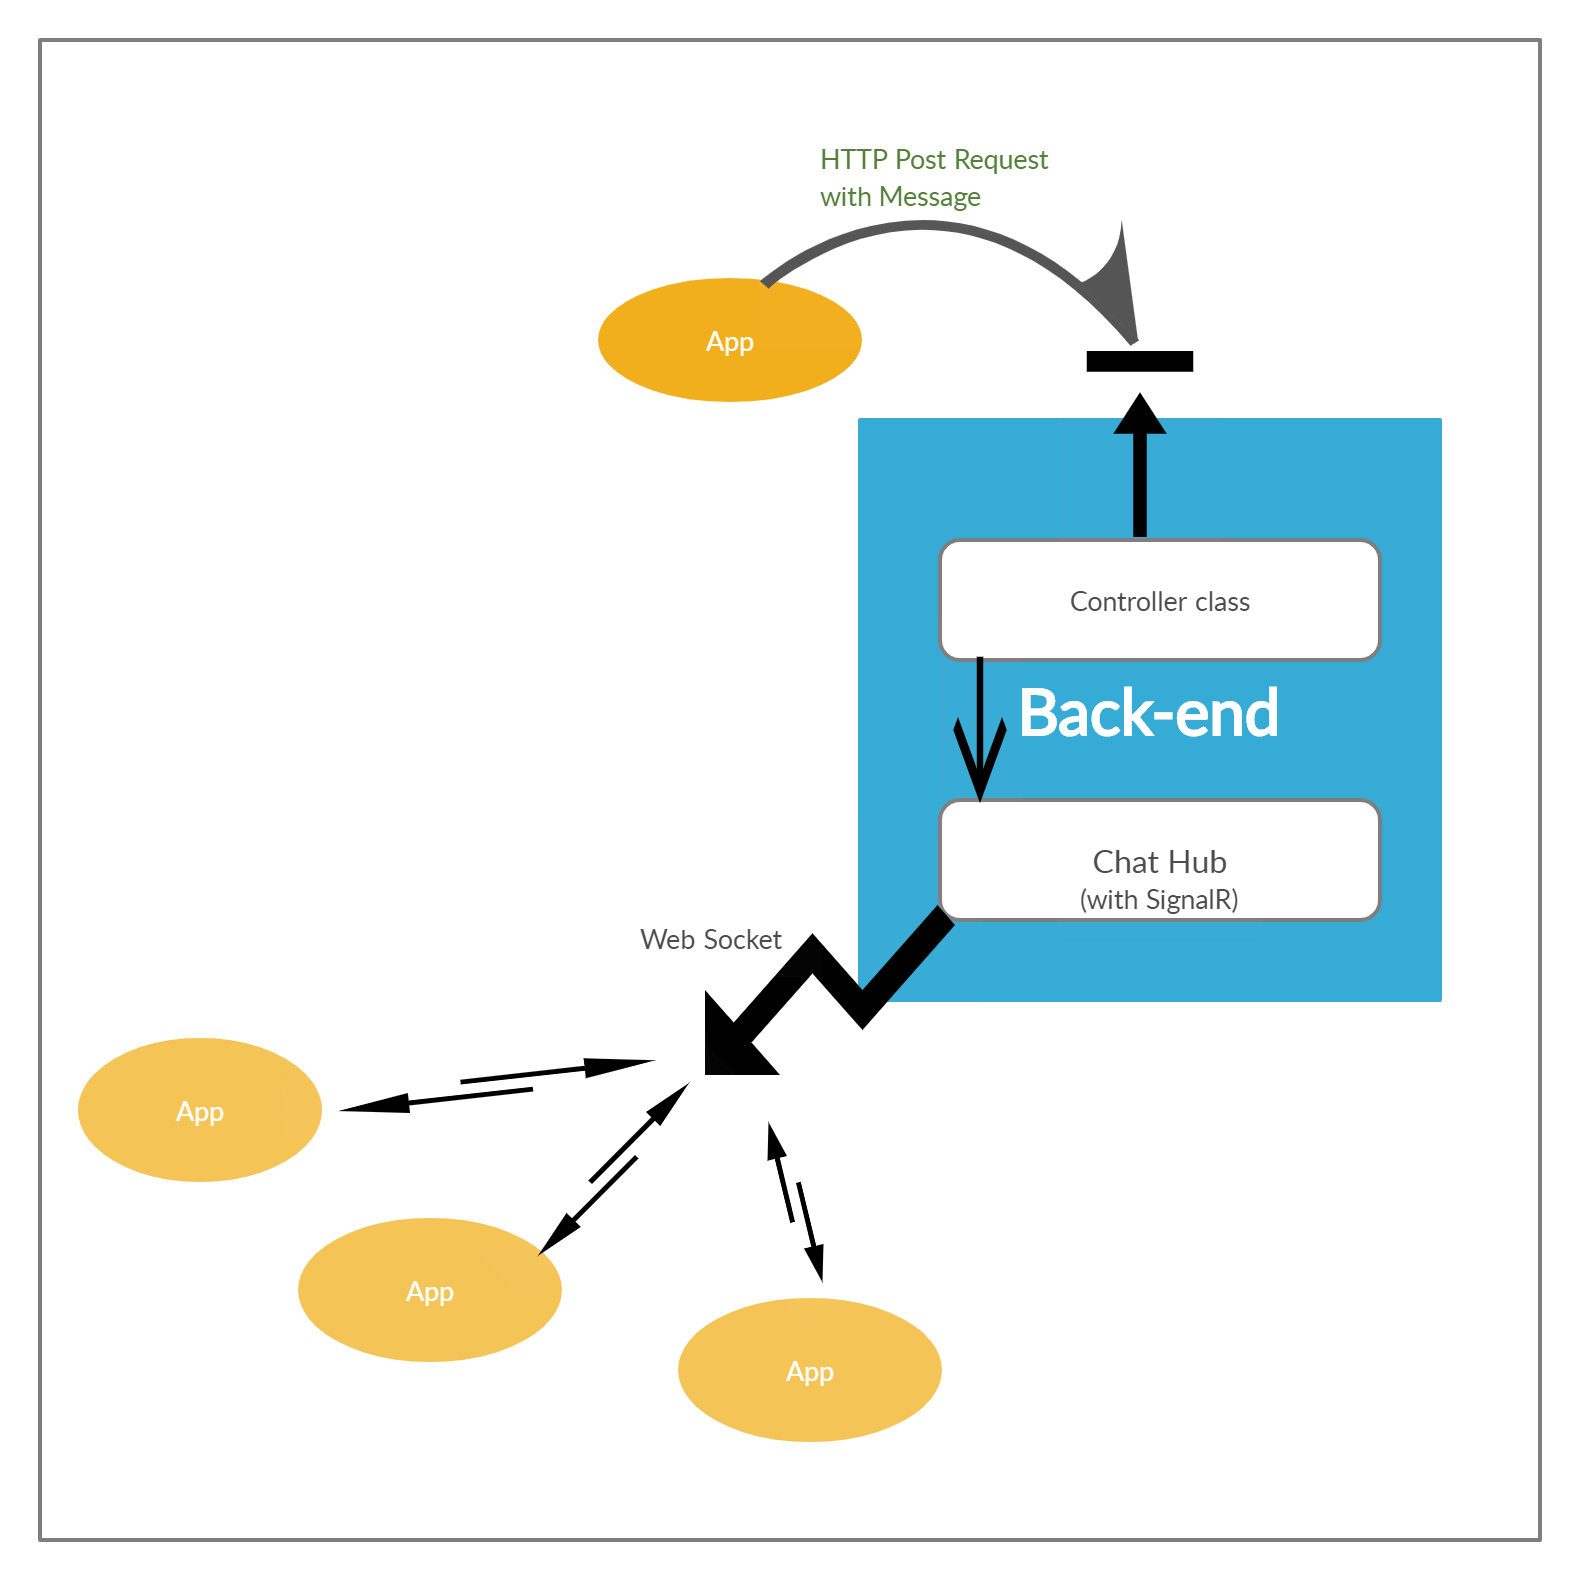 HTTP Post Request
with Message
App
Controller class
Back-end
Chat Hub
(with SignalR)
Web Socket
App
App
App